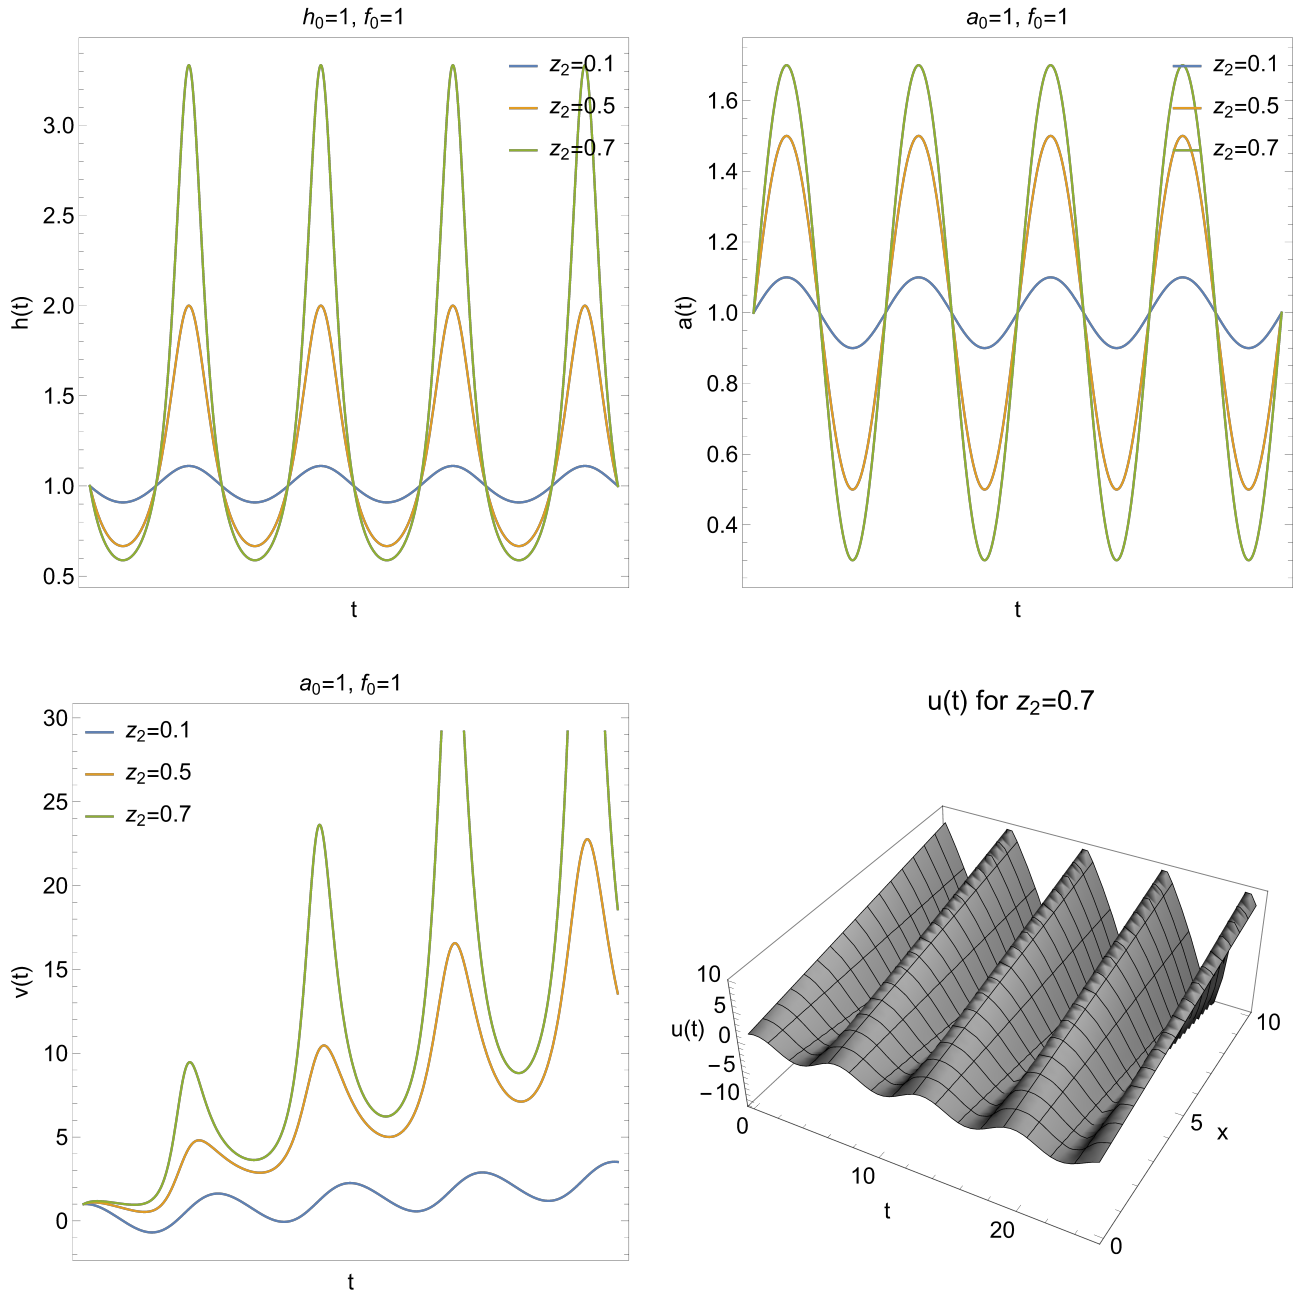 h₀=1, f₀=1
z₂=0.1
z₂=0.5
z₂=0.7
3.0
2.5
2.0
1.5
1.0
0.5
h(t)
t
a₀=1, f₀=1
z₂=0.1
z₂=0.5
z₂=0.7
1.6
1.4
1.2
1.0
0.8
0.6
0.4
a(t)
t
a₀=1, f₀=1
z₂=0.1
z₂=0.5
z₂=0.7
30
25
20
15
10
5
0
v(t)
t
u(t) for z₂=0.7
10
5
0
−5
−10
u(t)
0
10
20
t
0
5
10
x